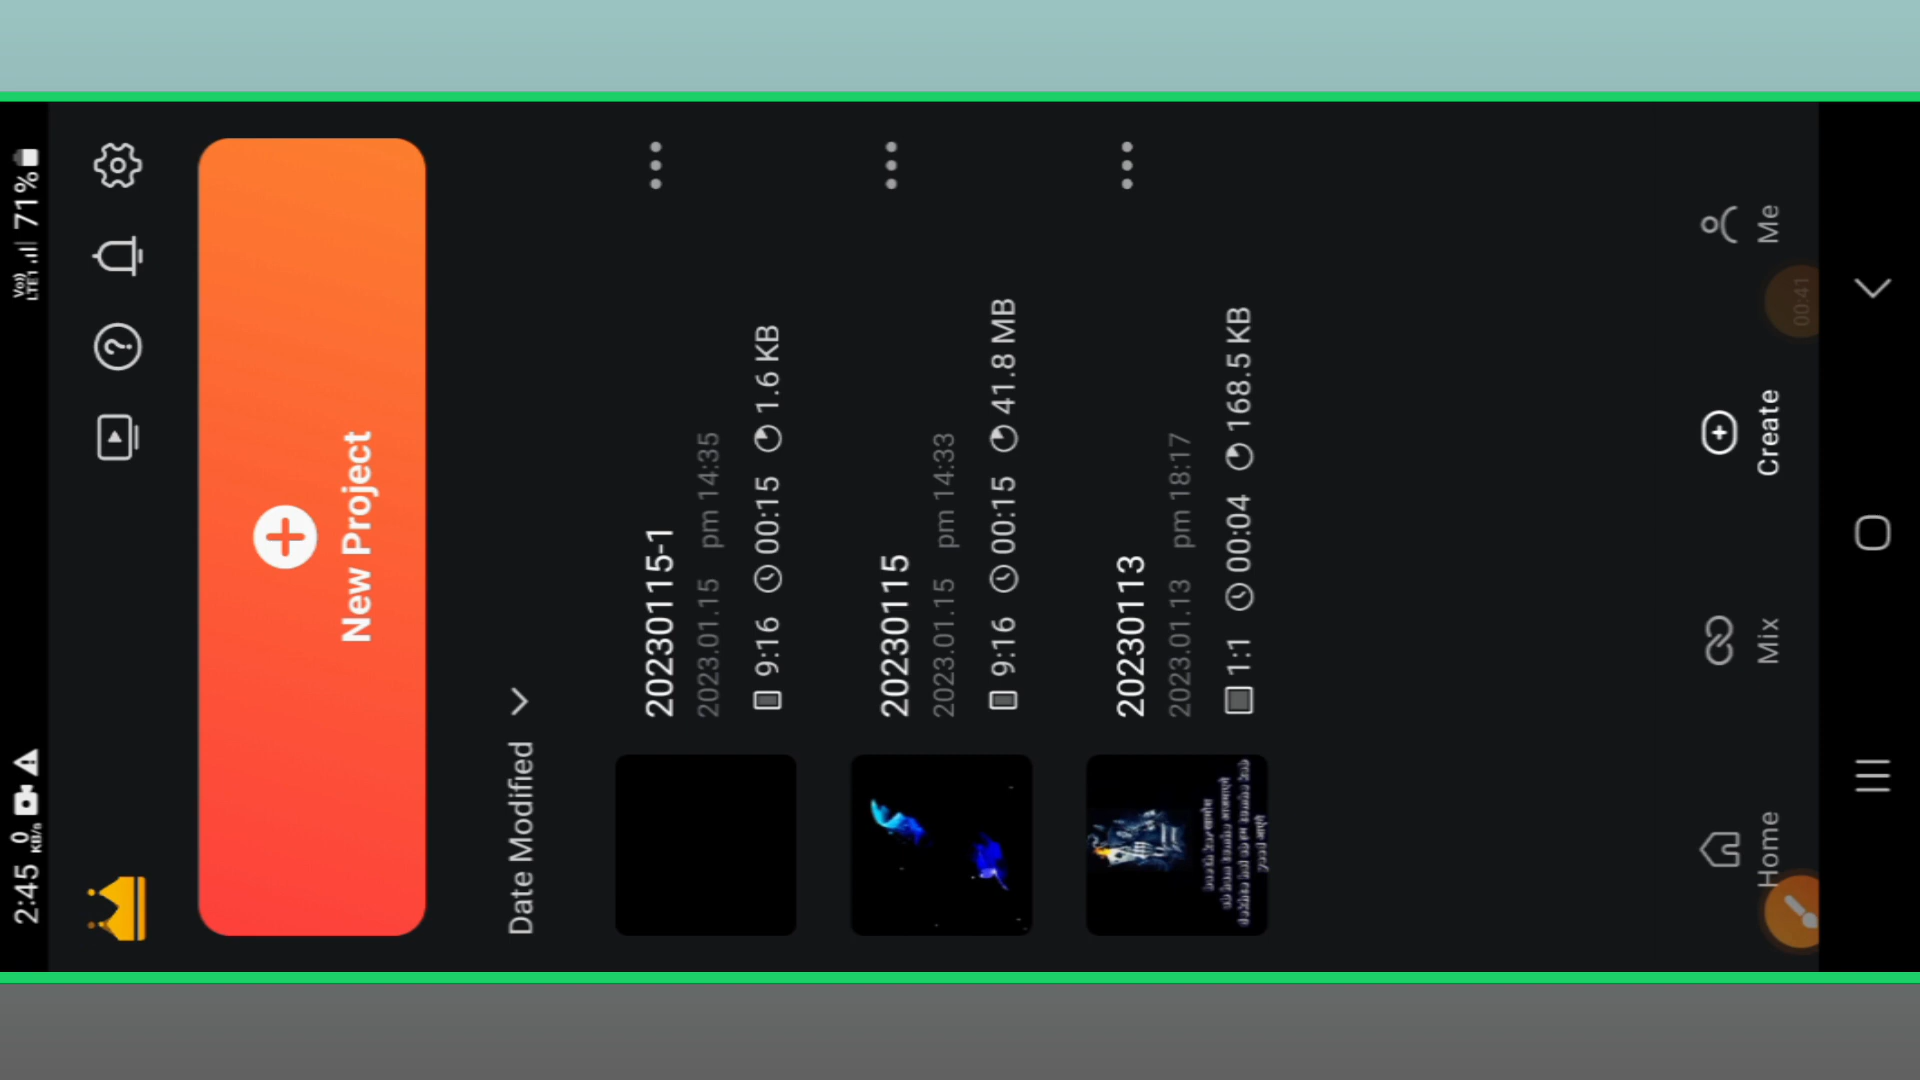 2:45 0 KB/s Vo)) LTE1 71%
New Project
Date Modified
20230115-1
2023.01.15 pm 14:35
9:16 00:15 1.6 KB
20230115
2023.01.15 pm 14:33
9:16 00:15 41.8 MB
20230113
2023.01.13 pm 18:17
1:1 00:04 168.5 KB
00:41
Home Mix Create Me